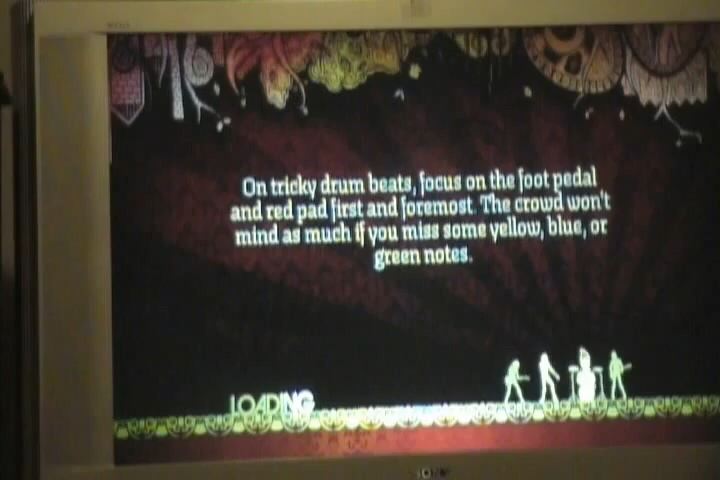 On tricky drum beats, focus on the foot pedal
and red pad first and foremost. The crowd won't
mind as much if you miss some yellow, blue, or
green notes.
LOADING